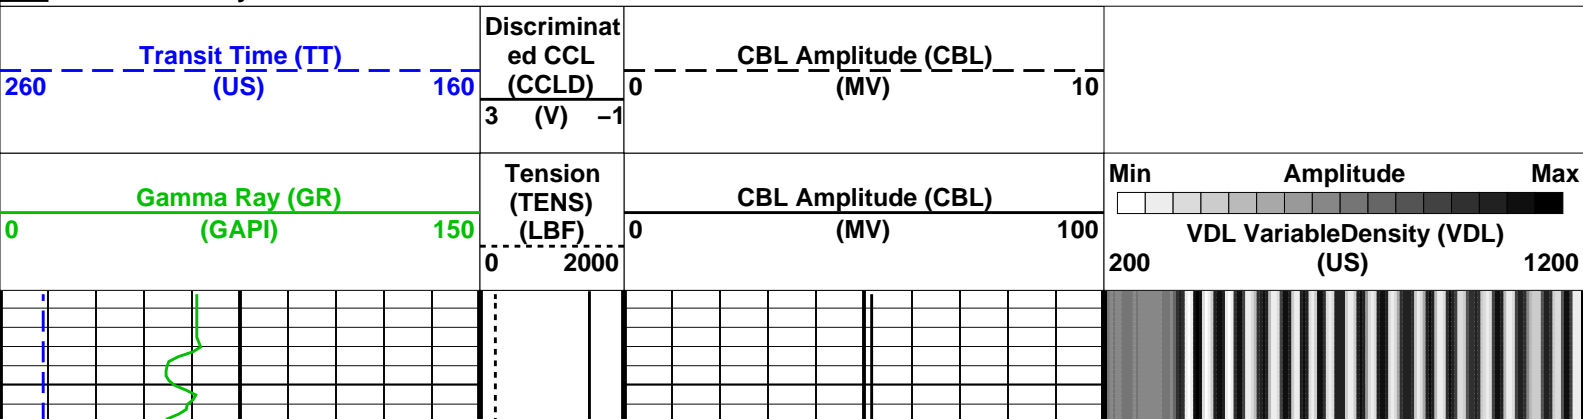 Transit Time (TT)
260 (US) 160
Discriminat
ed CCL
(CCLD)
3 (V) –1
CBL Amplitude (CBL)
0 (MV) 10
Gamma Ray (GR)
0 (GAPI) 150
Tension
(TENS)
(LBF)
0 2000
CBL Amplitude (CBL)
0 (MV) 100
Min Amplitude Max
VDL VariableDensity (VDL)
200 (US) 1200